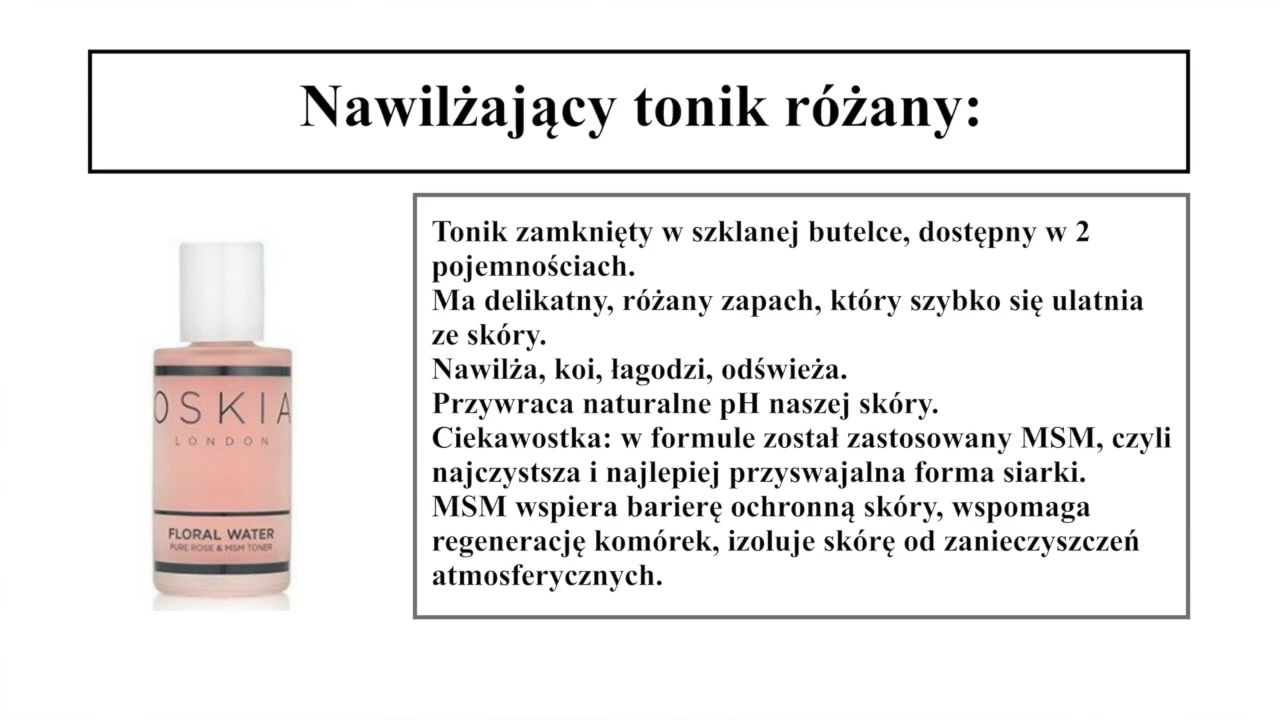 Nawilżający tonik różany:
Tonik zamknięty w szklanej butelce, dostępny w 2
pojemnościach.
Ma delikatny, różany zapach, który szybko się ulatnia
ze skóry.
Nawilża, koi, łagodzi, odświeża.
Przywraca naturalne pH naszej skóry.
Ciekawostka: w formule został zastosowany MSM, czyli
najczystsza i najlepiej przyswajalna forma siarki.
MSM wspiera barierę ochronną skóry, wspomaga
regenerację komórek, izoluje skórę od zanieczyszczeń
atmosferycznych.
OSKIA
LONDON
FLORAL WATER
PURE ROSE & MSM TONER